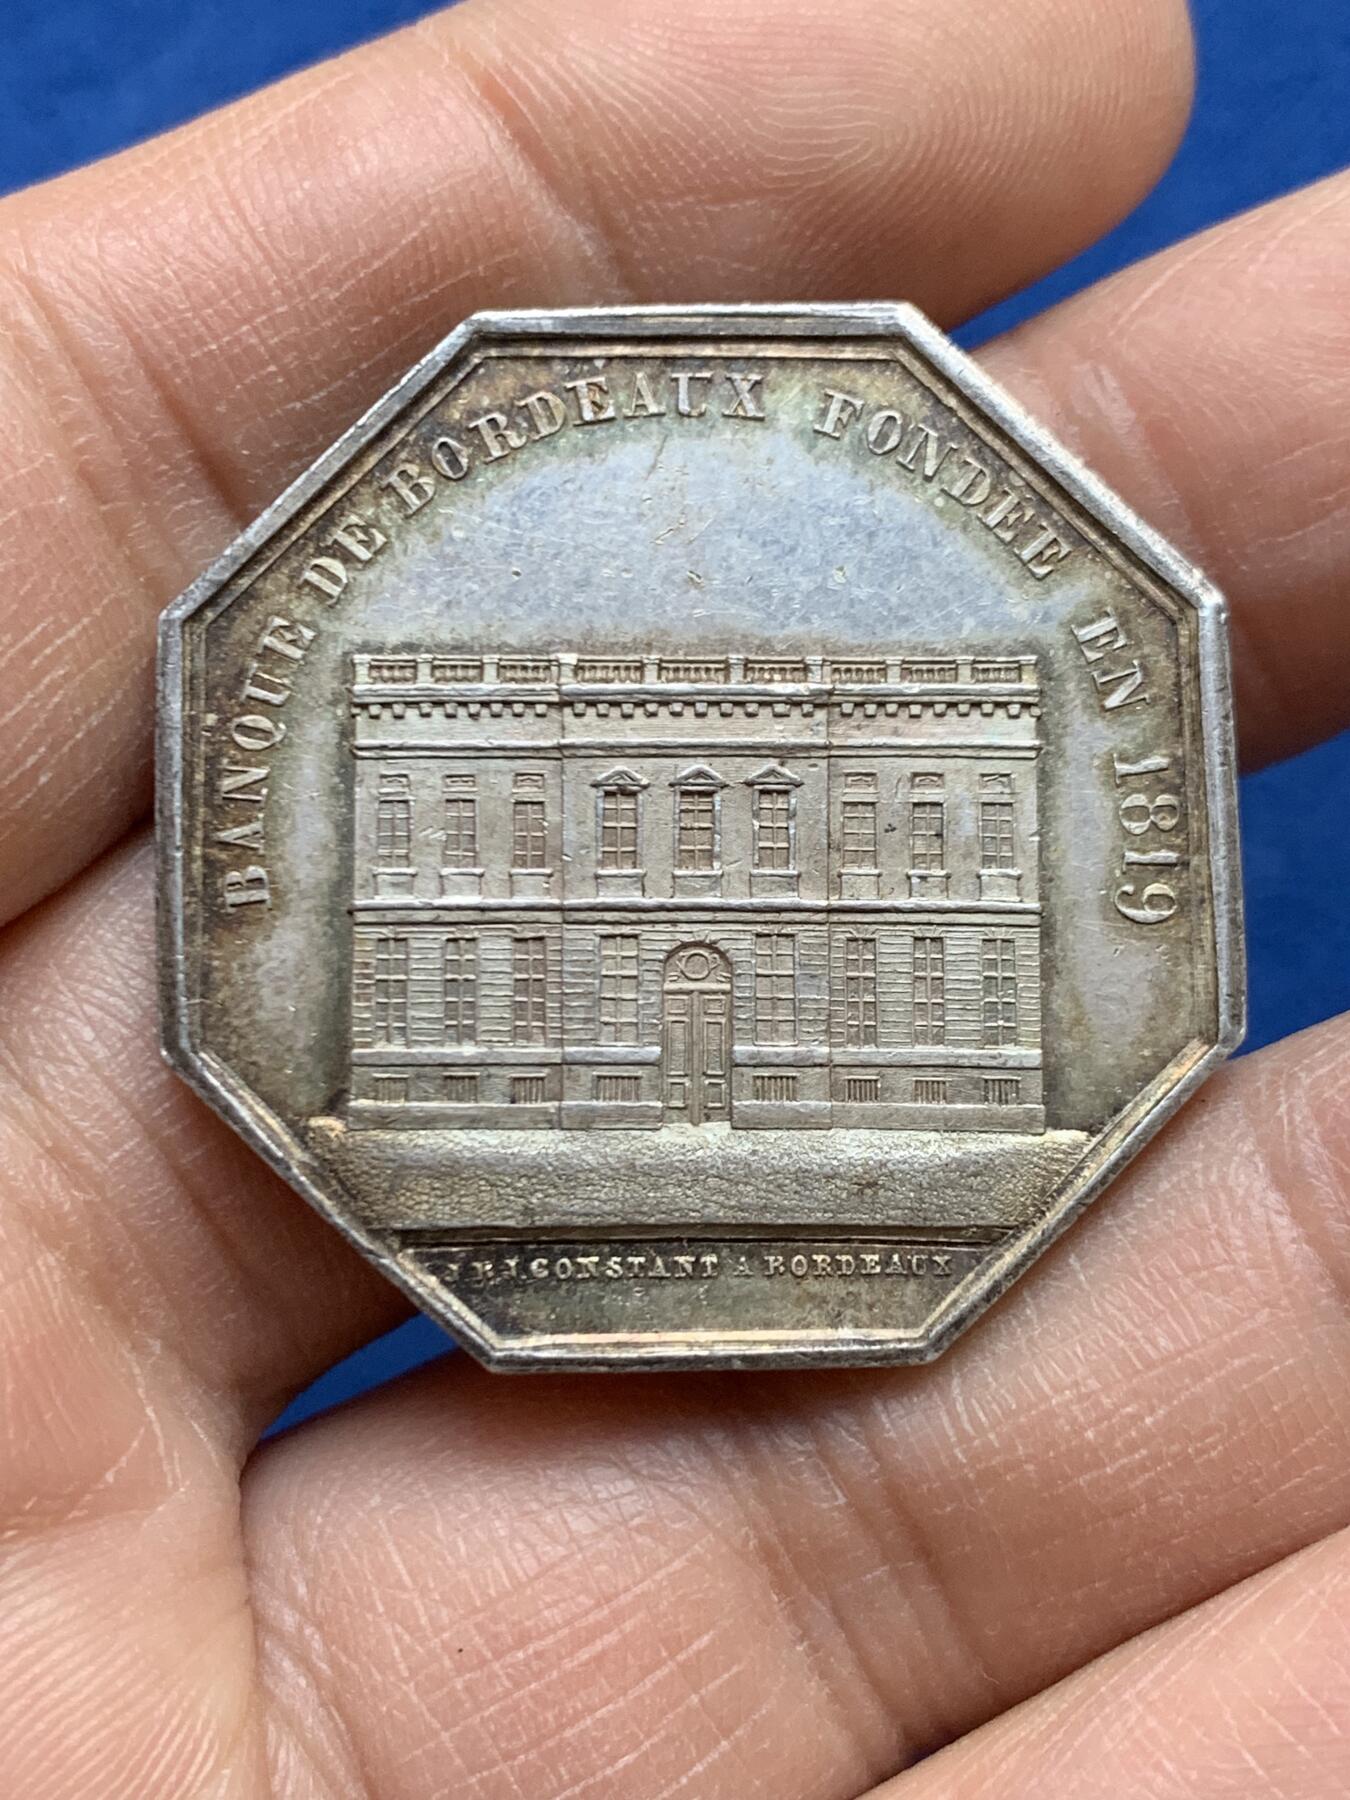 BANQUE DE BORDEAUX FONDÉE EN 1819
J.P.J. CONSTANT A BORDEAUX